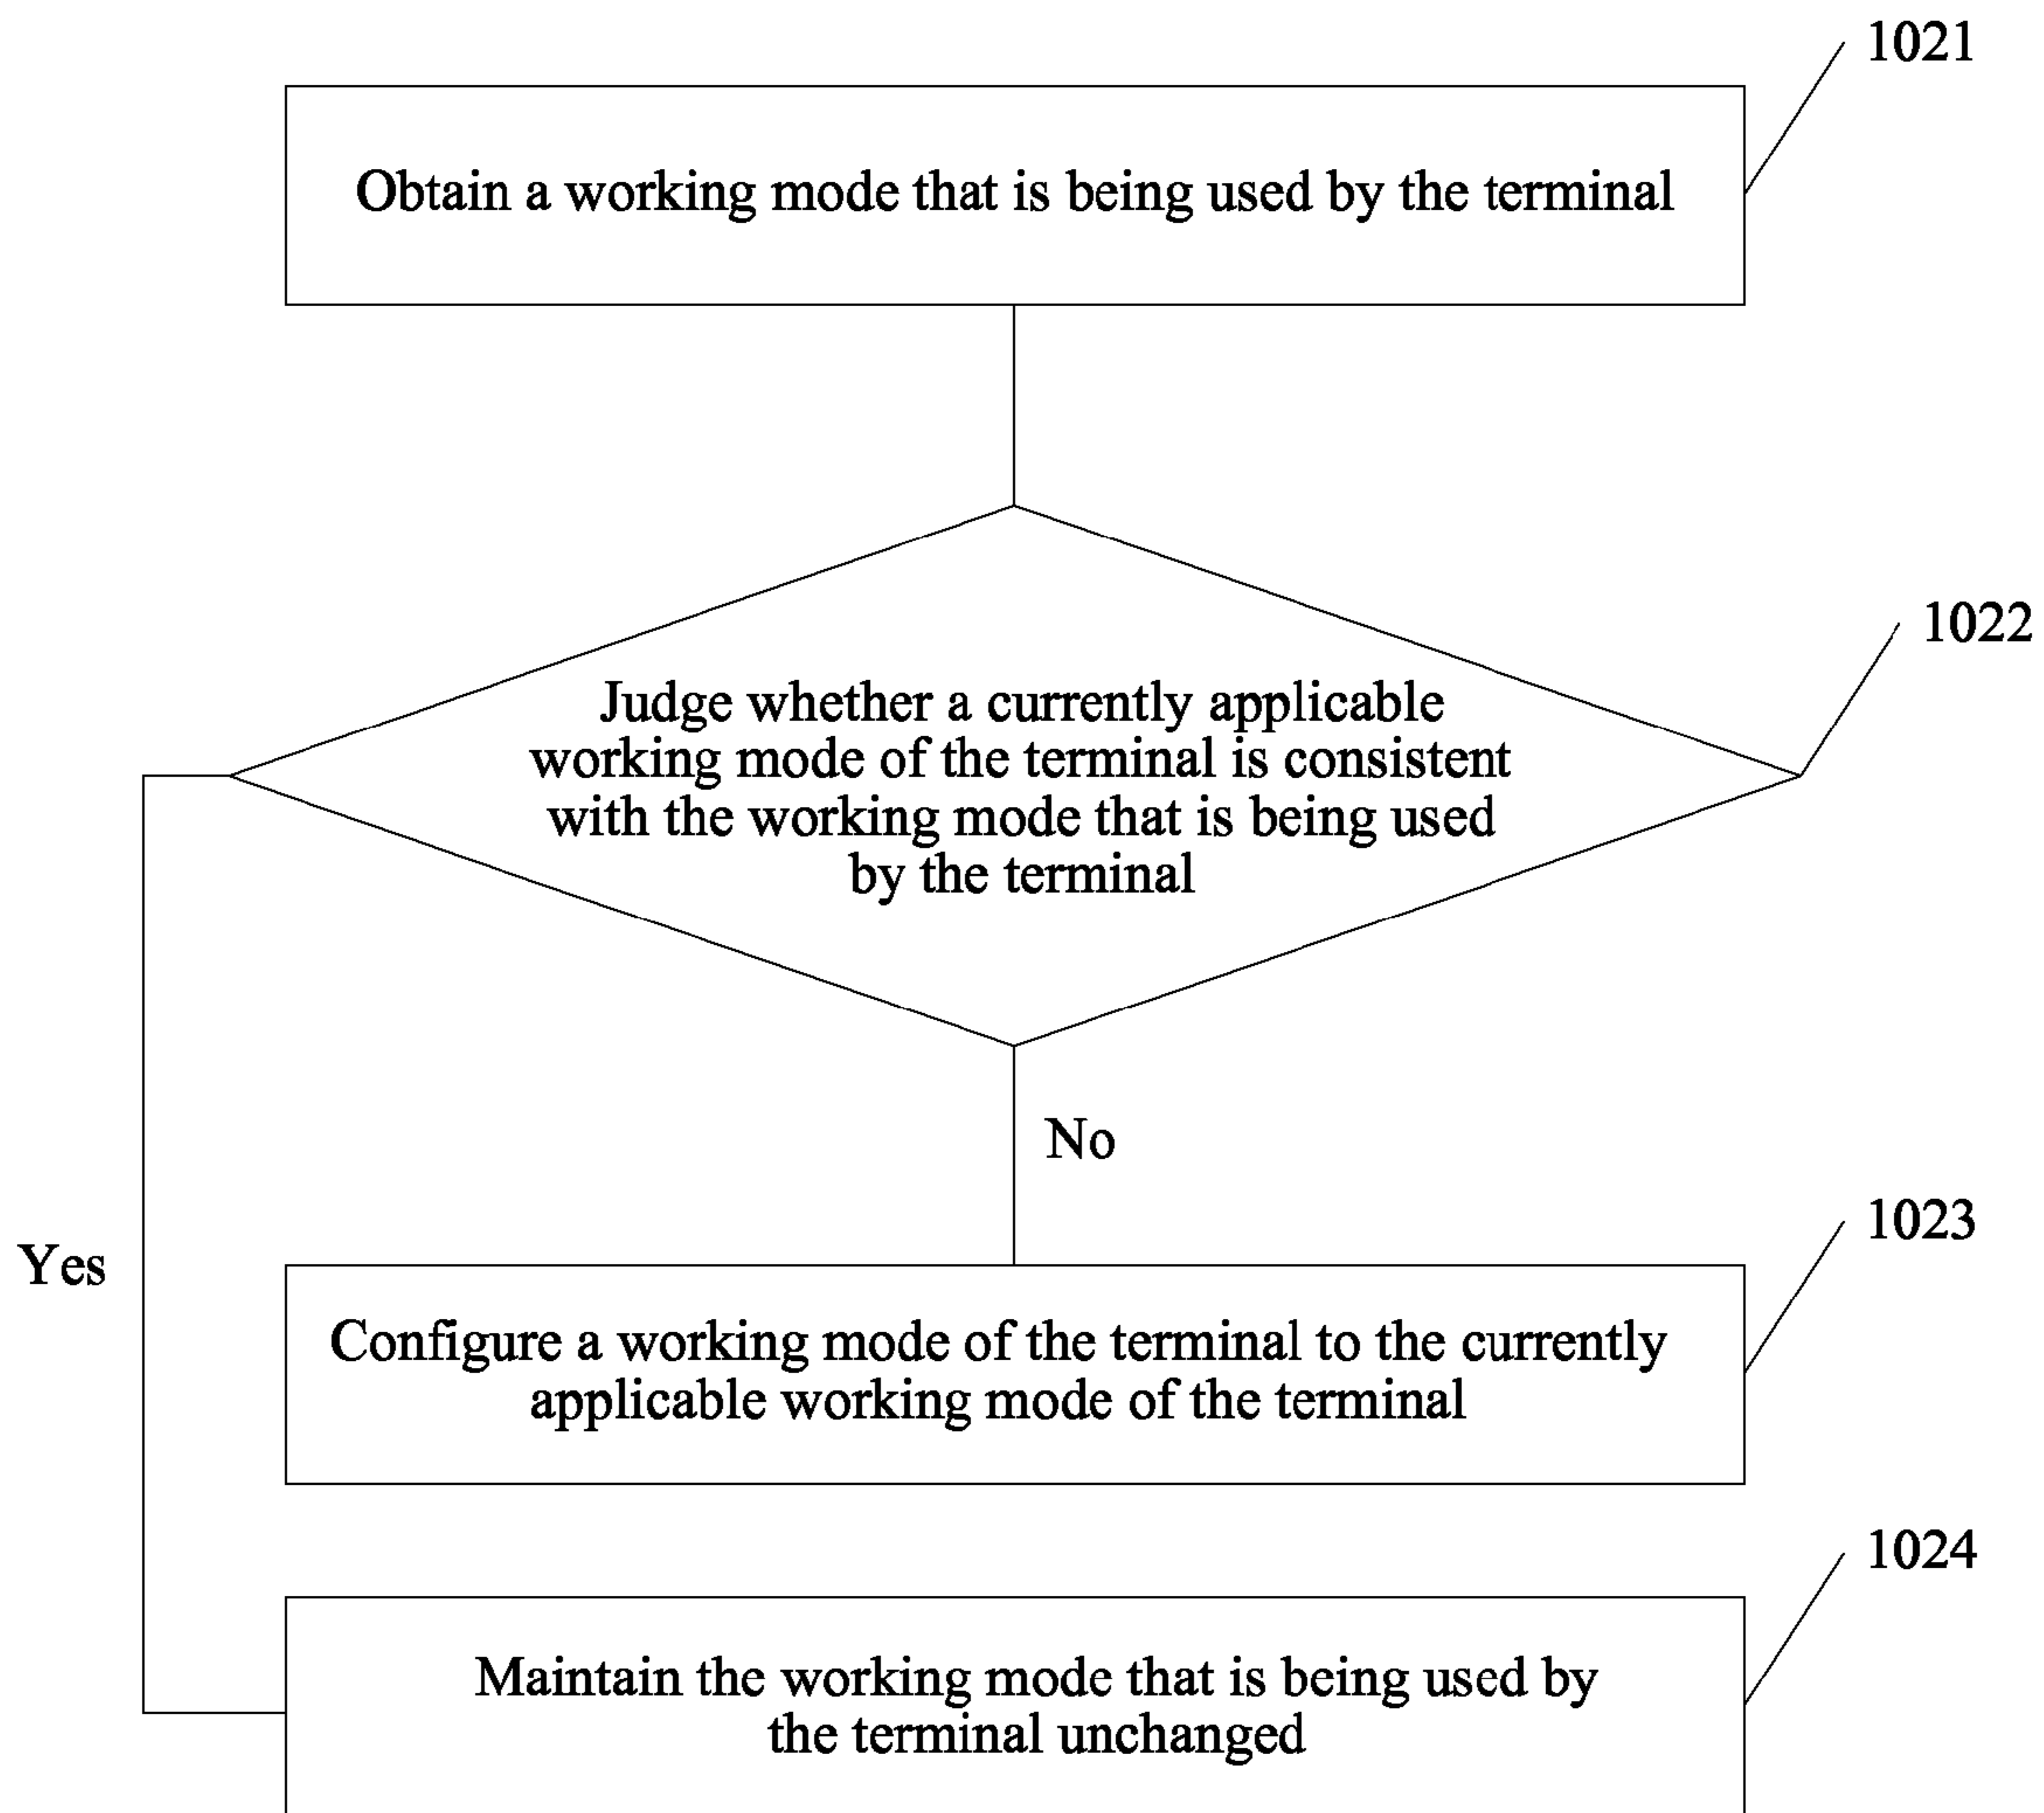 1021
Obtain a working mode that is being used by the terminal
1022
Judge whether a currently applicable
working mode of the terminal is consistent
with the working mode that is being used
by the terminal
No
Yes
1023
Configure a working mode of the terminal to the currently
applicable working mode of the terminal
1024
Maintain the working mode that is being used by
the terminal unchanged